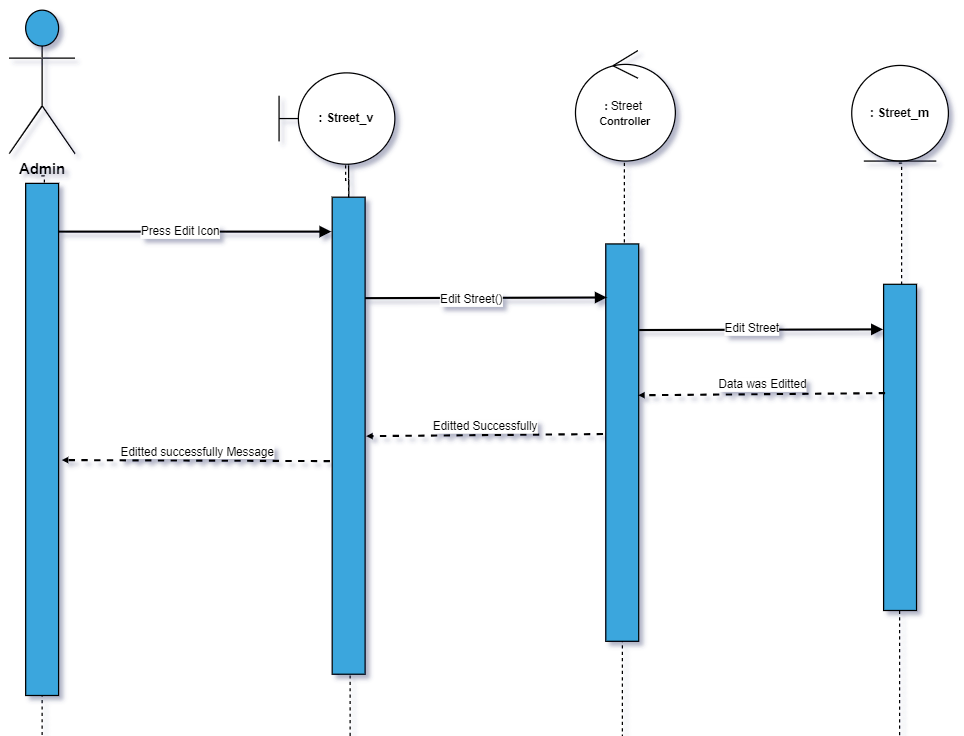 : Street_v
: Street
Controller
: Street_m
Admin
Press Edit Icon
Edit Street()
Edit Street
Data was Editted
Editted Successfully
Editted successfully Message